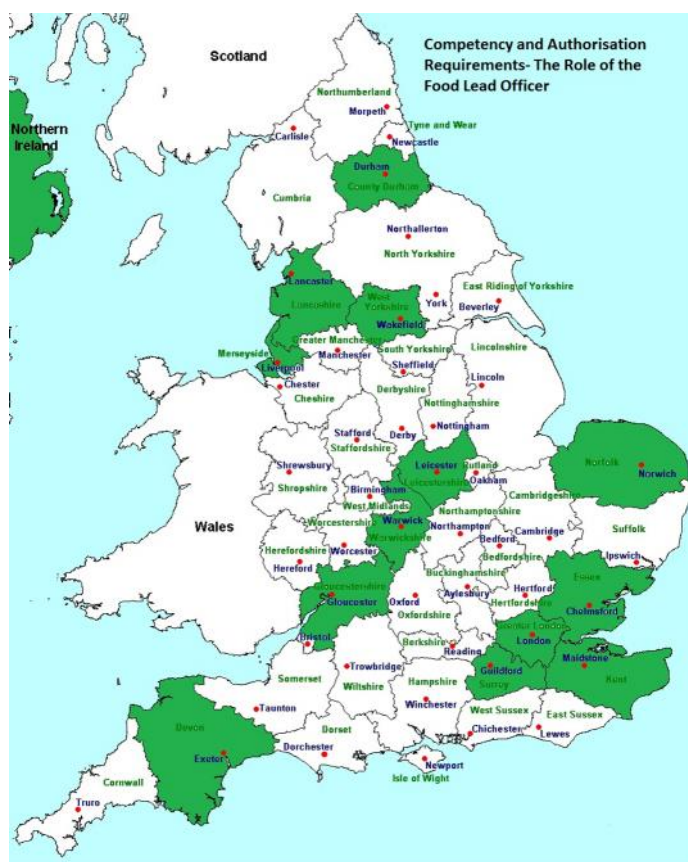 Competency and Authorisation
Requirements- The Role of the
Food Lead Officer
Scotland
Northern
Ireland
Northumberland
Morpeth
Tyne and Wear
Carlisle
Newcastle
Durham
County Durham
Cumbria
Northallerton
North Yorkshire
Lancaster
Lancashire
West
Yorkshire
East Riding of Yorkshire
York
Beverley
Wakefield
Greater Manchester
Merseyside
Manchester
South Yorkshire
Lincolnshire
Liverpool
Sheffield
Chester
Cheshire
Derbyshire
Lincoln
Nottinghamshire
Stafford
Staffordshire
Derby
Nottingham
Shrewsbury
Shropshire
Leicester
Leicestershire
Rutland
Oakham
Norfolk
Norwich
Birmingham
West Midlands
Cambridgeshire
Wales
Worcestershire
Warwick
Warwickshire
Northamptonshire
Northampton
Cambridge
Suffolk
Herefordshire
Worcester
Bedford
Bedfordshire
Hereford
Ipswich
Buckinghamshire
Gloucestershire
Gloucester
Oxford
Oxfordshire
Aylesbury
Hertford
Hertfordshire
Essex
Chelmsford
Greater London
London
Bristol
Berkshire
Reading
Maidstone
Kent
Somerset
Trowbridge
Wiltshire
Hampshire
Guildford
Surrey
Winchester
West Sussex
East Sussex
Taunton
Devon
Dorset
Chichester
Lewes
Exeter
Dorchester
Newport
Isle of Wight
Cornwall
Truro